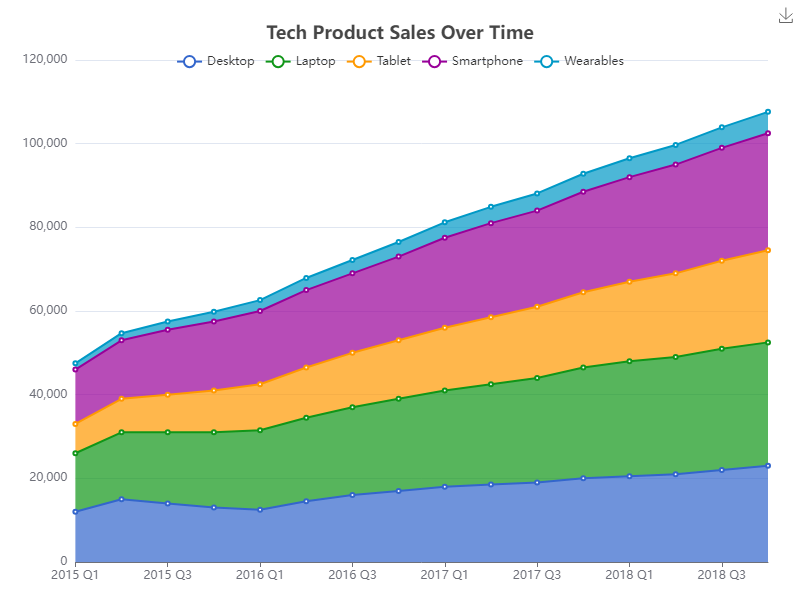 Tech Product Sales Over Time
Desktop Laptop Tablet Smartphone Wearables
120,000
100,000
80,000
60,000
40,000
20,000
0
2015 Q1 2015 Q3 2016 Q1 2016 Q3 2017 Q1 2017 Q3 2018 Q1 2018 Q3